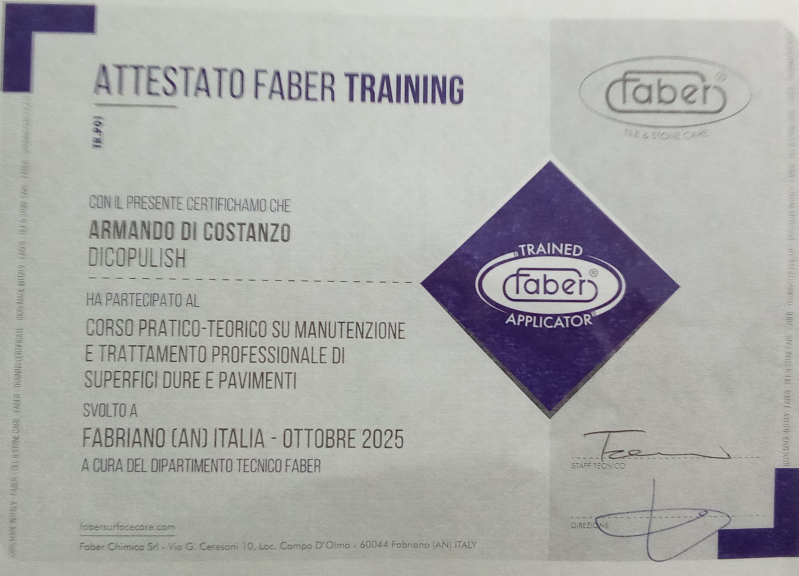 ATTESTATO FABER TRAINING
TR.901
faber®
TILE & STONE CARE
CON IL PRESENTE CERTIFICHIAMO CHE
ARMANDO DI COSTANZO
DICOPULISH
HA PARTECIPATO AL
CORSO PRATICO-TEORICO SU MANUTENZIONE
E TRATTAMENTO PROFESSIONALE DI
SUPERFICI DURE E PAVIMENTI
SVOLTO A
FABRIANO (AN) ITALIA - OTTOBRE 2025
A CURA DEL DIPARTIMENTO TECNICO FABER
TRAINED
faber®
APPLICATOR
STAFF TECNICO
DIREZIONE
fabersurfacecare.com
Faber Chimica Srl - Via G. Ceresani 10, Loc. Campo D'Olmo - 60044 Fabriano (AN) ITALY